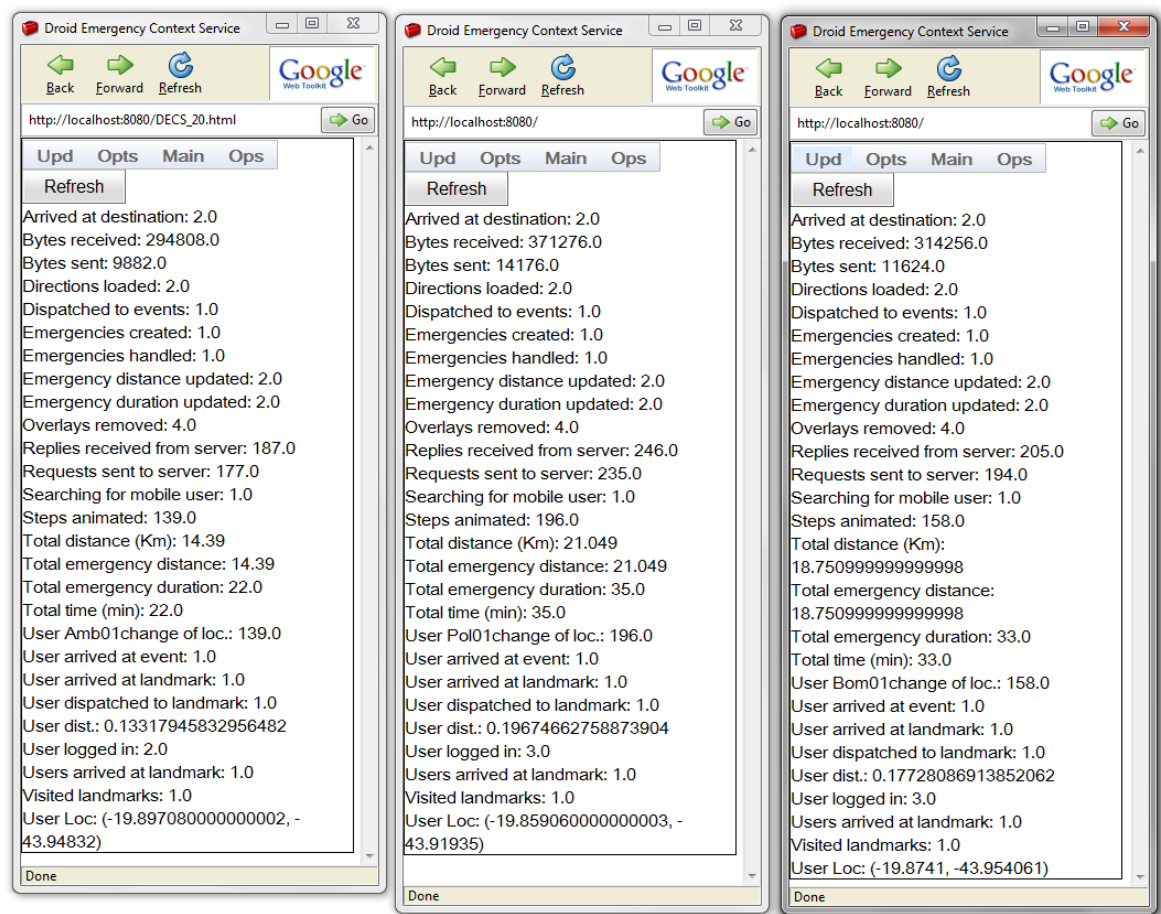 Droid Emergency Context Service
Back Forward Refresh
Google
Web Toolkit
http://localhost:8080/DECS_20.html Go
Upd Opts Main Ops
Refresh
Arrived at destination: 2.0
Bytes received: 294808.0
Bytes sent: 9882.0
Directions loaded: 2.0
Dispatched to events: 1.0
Emergencies created: 1.0
Emergencies handled: 1.0
Emergency distance updated: 2.0
Emergency duration updated: 2.0
Overlays removed: 4.0
Replies received from server: 187.0
Requests sent to server: 177.0
Searching for mobile user: 1.0
Steps animated: 139.0
Total distance (Km): 14.39
Total emergency distance: 14.39
Total emergency duration: 22.0
Total time (min): 22.0
User Amb01change of loc.: 139.0
User arrived at event: 1.0
User arrived at landmark: 1.0
User dispatched to landmark: 1.0
User dist.: 0.13317945832956482
User logged in: 2.0
Users arrived at landmark: 1.0
Visited landmarks: 1.0
User Loc: (-19.897080000000002, -
43.94832)
Done
Droid Emergency Context Service
Back Forward Refresh
Google
Web Toolkit
http://localhost:8080/ Go
Upd Opts Main Ops
Refresh
Arrived at destination: 2.0
Bytes received: 371276.0
Bytes sent: 14176.0
Directions loaded: 2.0
Dispatched to events: 1.0
Emergencies created: 1.0
Emergencies handled: 1.0
Emergency distance updated: 2.0
Emergency duration updated: 2.0
Overlays removed: 4.0
Replies received from server: 246.0
Requests sent to server: 235.0
Searching for mobile user: 1.0
Steps animated: 196.0
Total distance (Km): 21.049
Total emergency distance: 21.049
Total emergency duration: 35.0
Total time (min): 35.0
User Pol01change of loc.: 196.0
User arrived at event: 1.0
User arrived at landmark: 1.0
User dispatched to landmark: 1.0
User dist.: 0.19674662758873904
User logged in: 3.0
Users arrived at landmark: 1.0
Visited landmarks: 1.0
User Loc: (-19.859060000000003, -
43.91935)
Done
Droid Emergency Context Service
Back Forward Refresh
Google
Web Toolkit
http://localhost:8080/ Go
Upd Opts Main Ops
Refresh
Arrived at destination: 2.0
Bytes received: 314256.0
Bytes sent: 11624.0
Directions loaded: 2.0
Dispatched to events: 1.0
Emergencies created: 1.0
Emergencies handled: 1.0
Emergency distance updated: 2.0
Emergency duration updated: 2.0
Overlays removed: 4.0
Replies received from server: 205.0
Requests sent to server: 194.0
Searching for mobile user: 1.0
Steps animated: 158.0
Total distance (Km):
18.750999999999998
Total emergency distance:
18.750999999999998
Total emergency duration: 33.0
Total time (min): 33.0
User Bom01change of loc.: 158.0
User arrived at event: 1.0
User arrived at landmark: 1.0
User dispatched to landmark: 1.0
User dist.: 0.17728086913852062
User logged in: 3.0
Users arrived at landmark: 1.0
Visited landmarks: 1.0
User Loc: (-19.8741, -43.954061)
Done